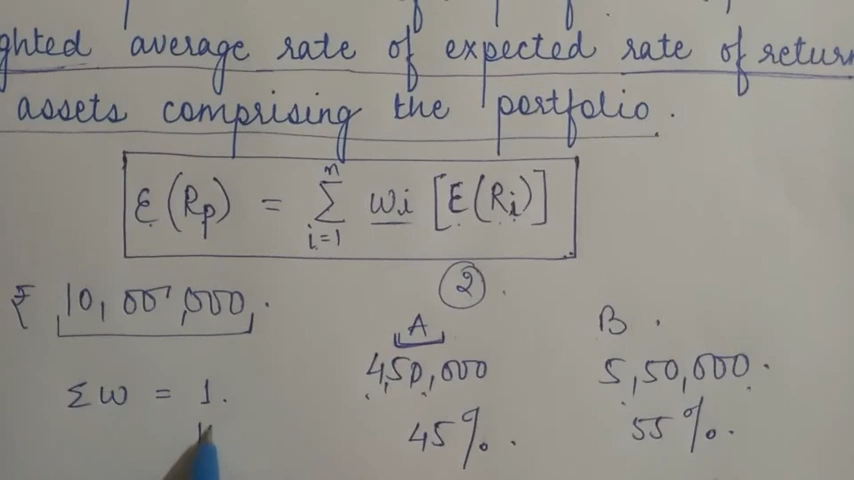 ghted average rate of expected rate of return
assets comprising the portfolio.
E(Rp) = Σ wi [E(Ri)]
n
i=1
₹ 10,00,000.
2
A B
4,50,000 5,50,000.
Σw = 1.
45%. 55%.